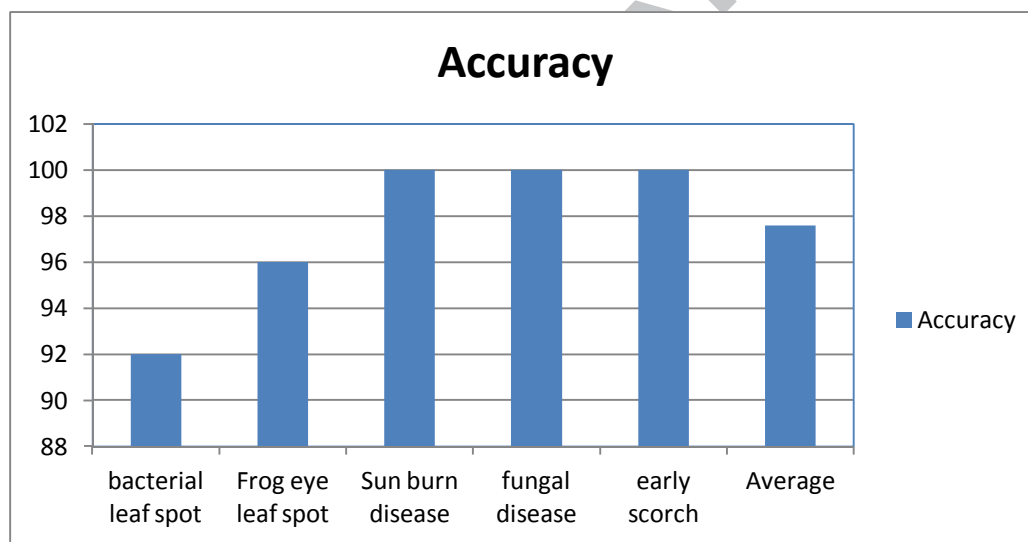 Accuracy
102
100
98
96
94
92
90
88
Accuracy
bacterial leaf spot
Frog eye leaf spot
Sun burn disease
fungal disease
early scorch
Average